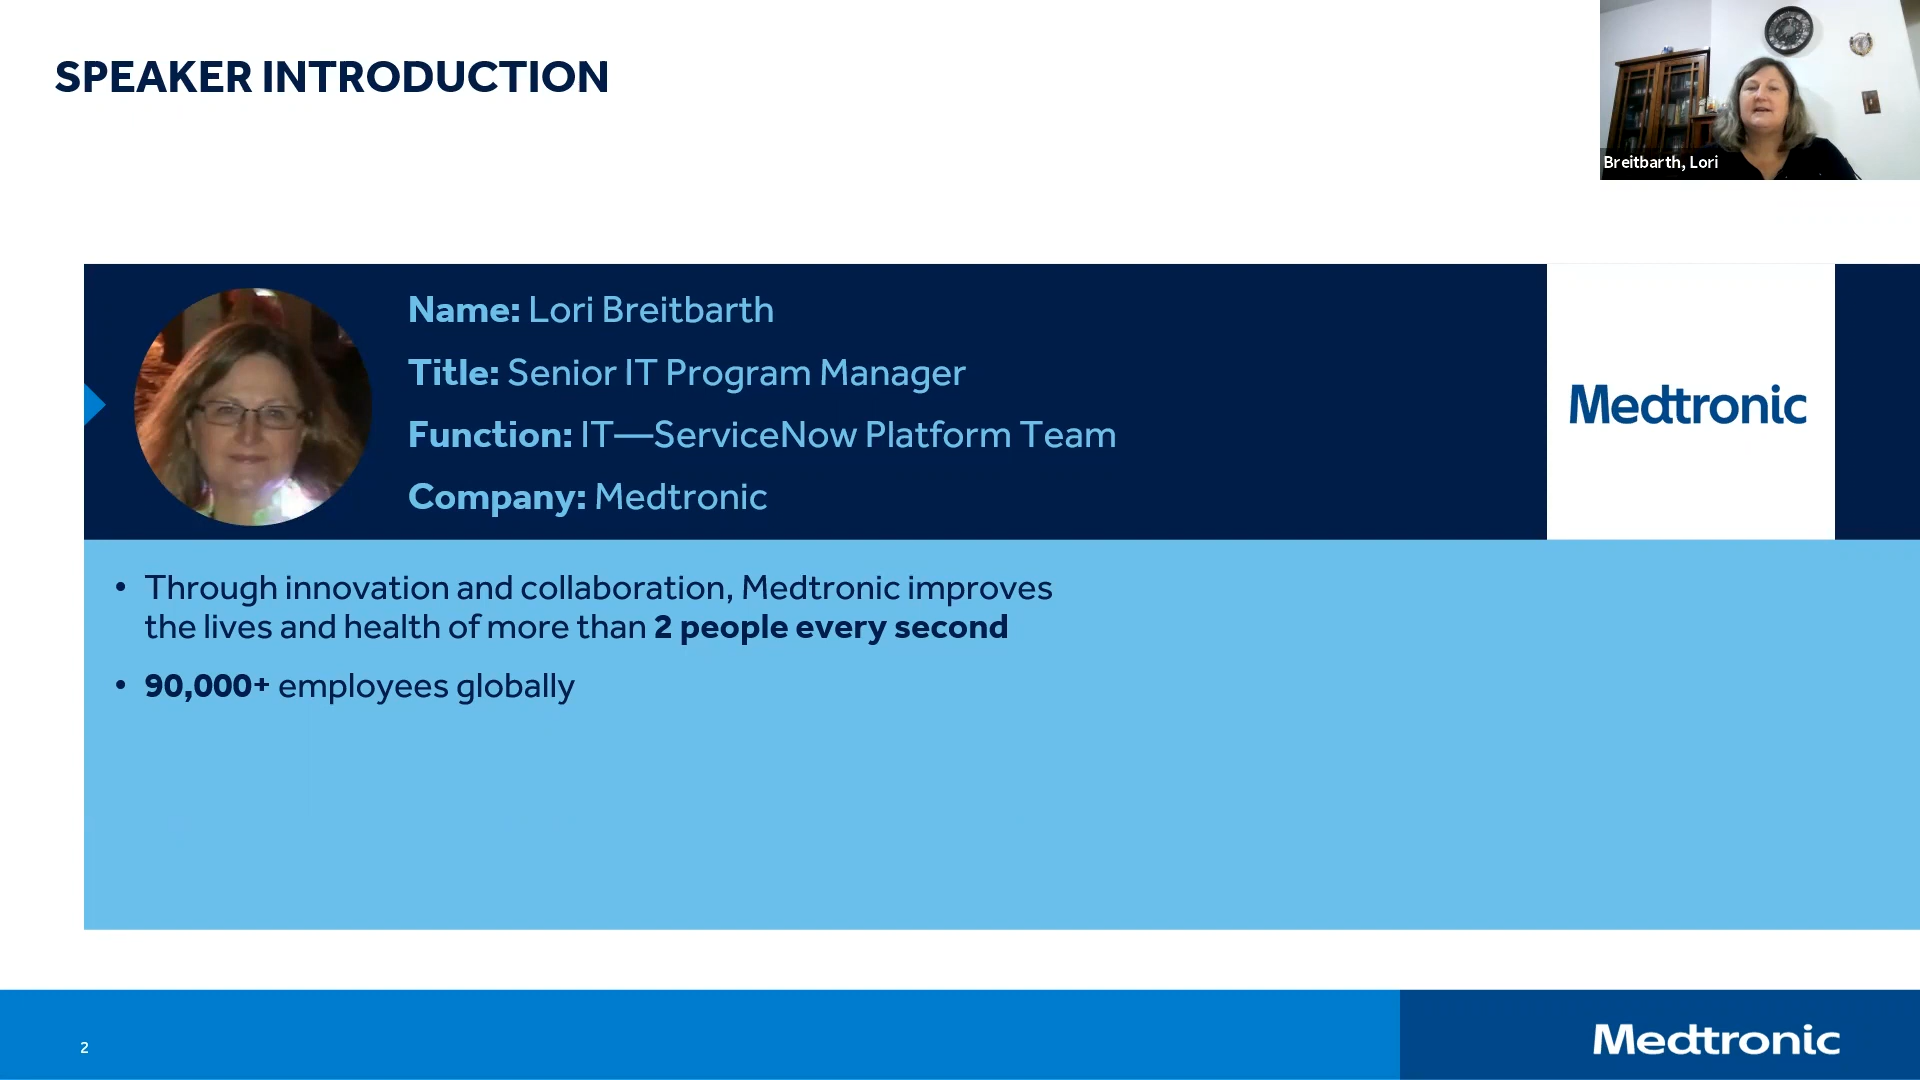 SPEAKER INTRODUCTION
Breitbarth, Lori
Name: Lori Breitbarth
Title: Senior IT Program Manager
Function: IT—ServiceNow Platform Team
Company: Medtronic
Medtronic
• Through innovation and collaboration, Medtronic improves
the lives and health of more than 2 people every second
• 90,000+ employees globally
2
Medtronic